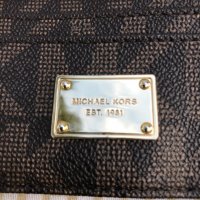 MICHAEL KORS
EST. 1981